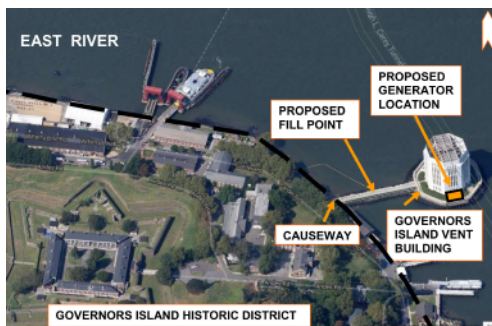 EAST RIVER
PROPOSED
GENERATOR
LOCATION
PROPOSED
FILL POINT
CAUSEWAY
GOVERNORS
ISLAND VENT
BUILDING
GOVERNORS ISLAND HISTORIC DISTRICT